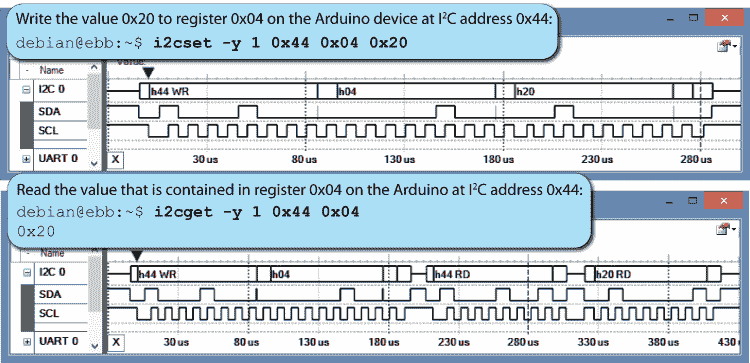 Write the value 0x20 to register 0x04 on the Arduino device at I²C address 0x44:
debian@ebb:~$ i2cset -y 1 0x44 0x04 0x20
Name
I2C 0
h44 WR
h04
h20
SDA
SCL
UART 0
X
30 us
80 us
130 us
180 us
230 us
280 us
Read the value that is contained in register 0x04 on the Arduino at I²C address 0x44:
debian@ebb:~$ i2cget -y 1 0x44 0x04
0x20
Name
I2C 0
h44 WR
h04
h44 RD
h20 RD
SDA
SCL
UART 0
X
30 us
80 us
130 us
180 us
230 us
280 us
330 us
380 us
430